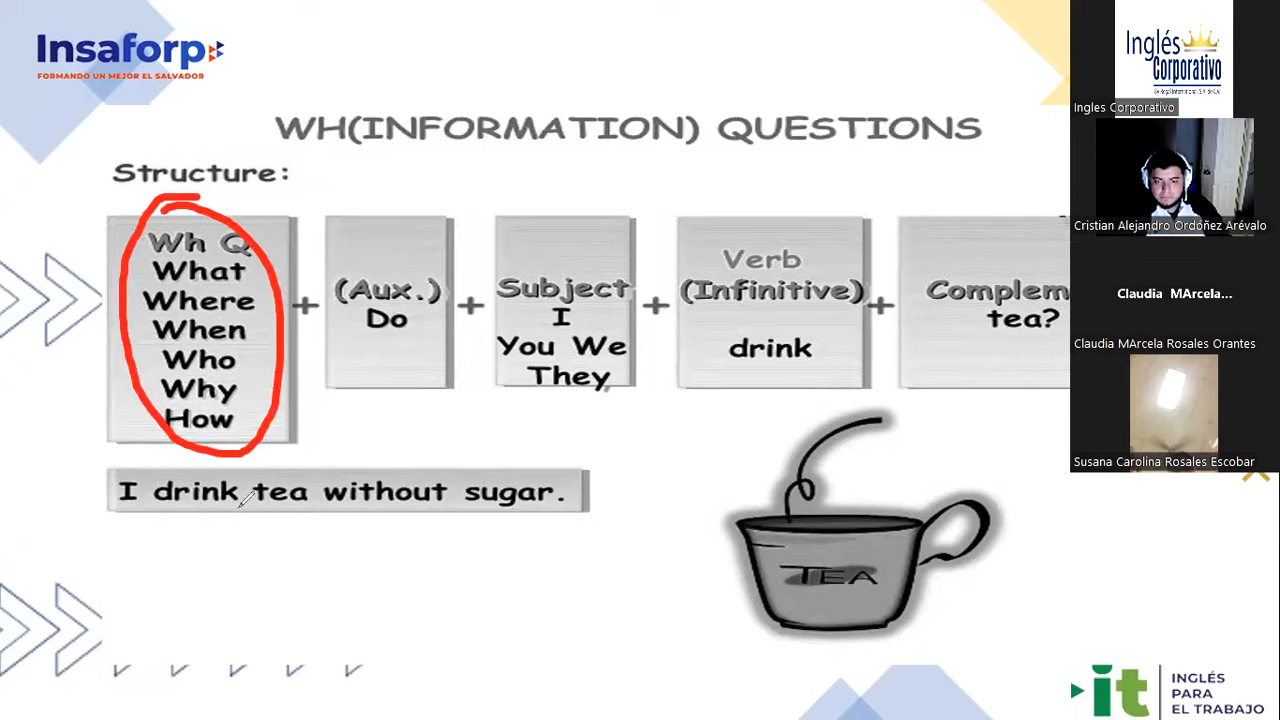 Insaforp
FORMANDO UN MEJOR EL SALVADOR
WH(INFORMATION) QUESTIONS
Structure:
Wh Q
What
Where
When
Who
Why
How
+
(Aux.)
Do
+
Subject
I
You We
They
+
Verb
(Infinitive)
drink
+
Complem
tea?
I drink tea without sugar.
TEA
Inglés
Corporativo
Ingles Corporativo
Cristian Alejandro Ordóñez Arévalo
Claudia MArcela...
Claudia MArcela Rosales Orantes
Susana Carolina Rosales Escobar
it
INGLÉS
PARA
EL TRABAJO